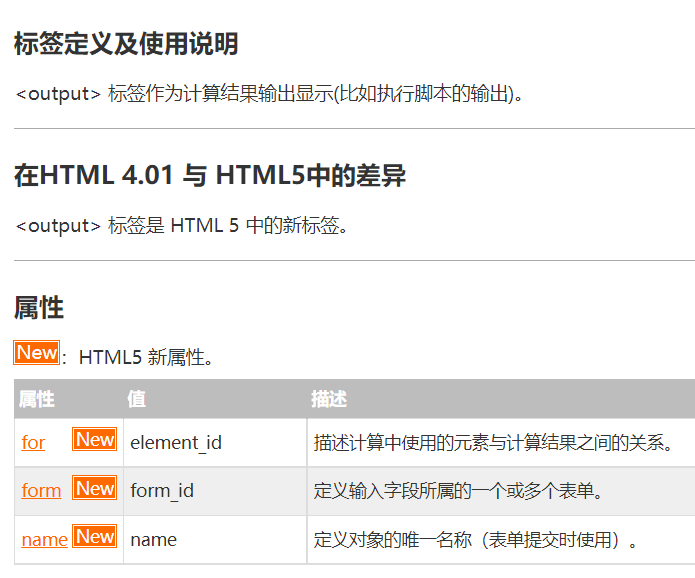 标签定义及使用说明
<output> 标签作为计算结果输出显示(比如执行脚本的输出)。
在HTML 4.01 与 HTML5中的差异
<output> 标签是 HTML 5 中的新标签。
属性
New：HTML5 新属性。
属性 值 描述
for New element_id 描述计算中使用的元素与计算结果之间的关系。
form New form_id 定义输入字段所属的一个或多个表单。
name New name 定义对象的唯一名称（表单提交时使用）。